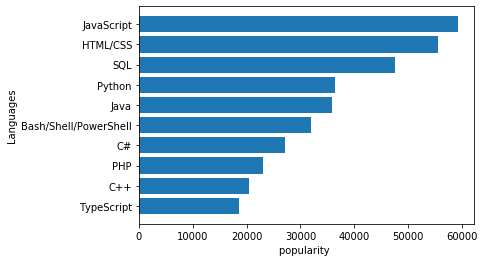 JavaScript
HTML/CSS
SQL
Python
Java
Bash/Shell/PowerShell
C#
PHP
C++
TypeScript
Languages
0 10000 20000 30000 40000 50000 60000
popularity